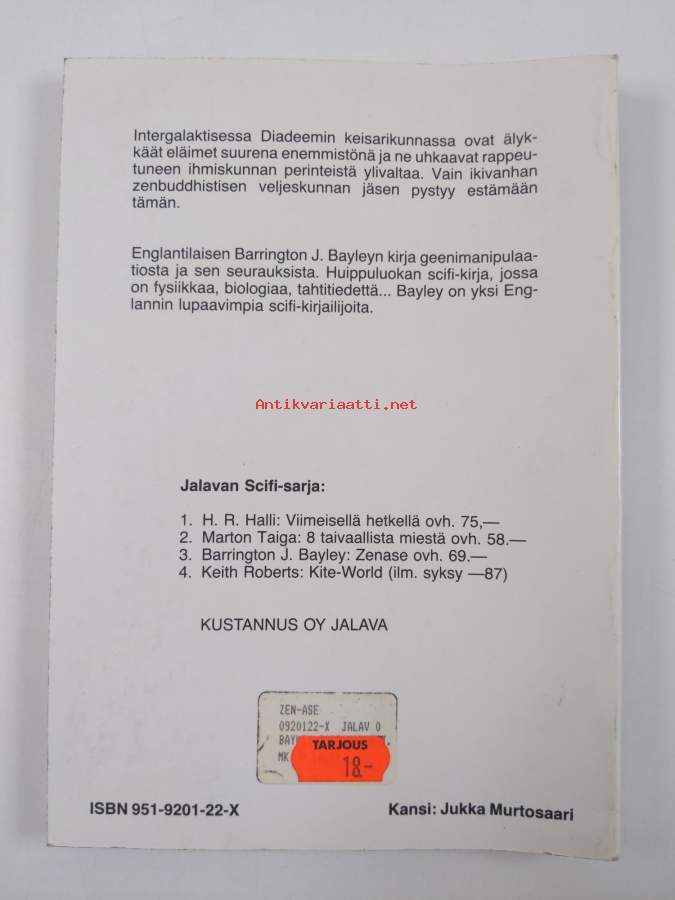 Intergalaktisessa Diadeemin keisarikunnassa ovat älyk-
käät eläimet suurena enemmistönä ja ne uhkaavat rappeu-
tuneen ihmiskunnan perinteistä ylivaltaa. Vain ikivanhan
zenbuddhistisen veljeskunnan jäsen pystyy estämään
tämän.
Englantilaisen Barrington J. Bayleyn kirja geenimanipulaa-
tiosta ja sen seurauksista. Huippuluokan scifi-kirja, jossa
on fysiikkaa, biologiaa, tahtitiedettä... Bayley on yksi Eng-
lannin lupaavimpia scifi-kirjailijoita.
Antikvariaatti.net
Jalavan Scifi-sarja:
1. H. R. Halli: Viimeisellä hetkellä ovh. 75,—
2. Marton Taiga: 8 taivaallista miestä ovh. 58.—
3. Barrington J. Bayley: Zenase ovh. 69.—
4. Keith Roberts: Kite-World (ilm. syksy —87)
KUSTANNUS OY JALAVA
ZEN-ASE
0920122-X JALAV 0
TARJOUS
MK 18.-
ISBN 951-9201-22-X
Kansi: Jukka Murtosaari